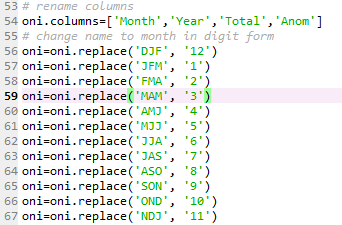 53 # rename columns
54 oni.columns=['Month','Year','Total','Anom']
55 # change name to month in digit form
56 oni=oni.replace('DJF', '12')
57 oni=oni.replace('JFM', '1')
58 oni=oni.replace('FMA', '2')
59 oni=oni.replace('MAM', '3')
60 oni=oni.replace('AMJ', '4')
61 oni=oni.replace('MJJ', '5')
62 oni=oni.replace('JJA', '6')
63 oni=oni.replace('JAS', '7')
64 oni=oni.replace('ASO', '8')
65 oni=oni.replace('SON', '9')
66 oni=oni.replace('OND', '10')
67 oni=oni.replace('NDJ', '11')